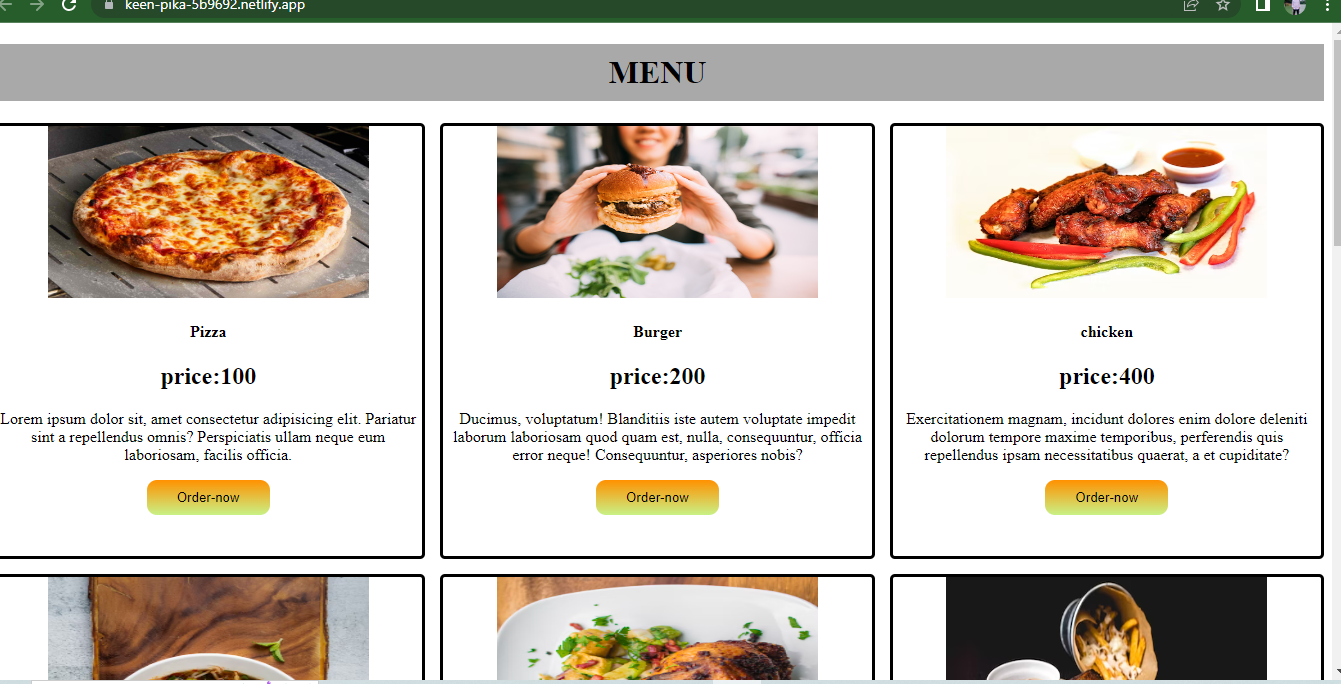 keen-pika-5b9692.netlify.app
MENU
Pizza
price:100
Lorem ipsum dolor sit, amet consectetur adipisicing elit. Pariatur
sint a repellendus omnis? Perspiciatis ullam neque eum
laboriosam, facilis officia.
Order-now
Burger
price:200
Ducimus, voluptatum! Blanditiis iste autem voluptate impedit
laborum laboriosam quod quam est, nulla, consequuntur, officia
error neque! Consequuntur, asperiores nobis?
Order-now
chicken
price:400
Exercitationem magnam, incidunt dolores enim dolore deleniti
dolorum tempore maxime temporibus, perferendis quis
repellendus ipsam necessitatibus quaerat, a et cupiditate?
Order-now